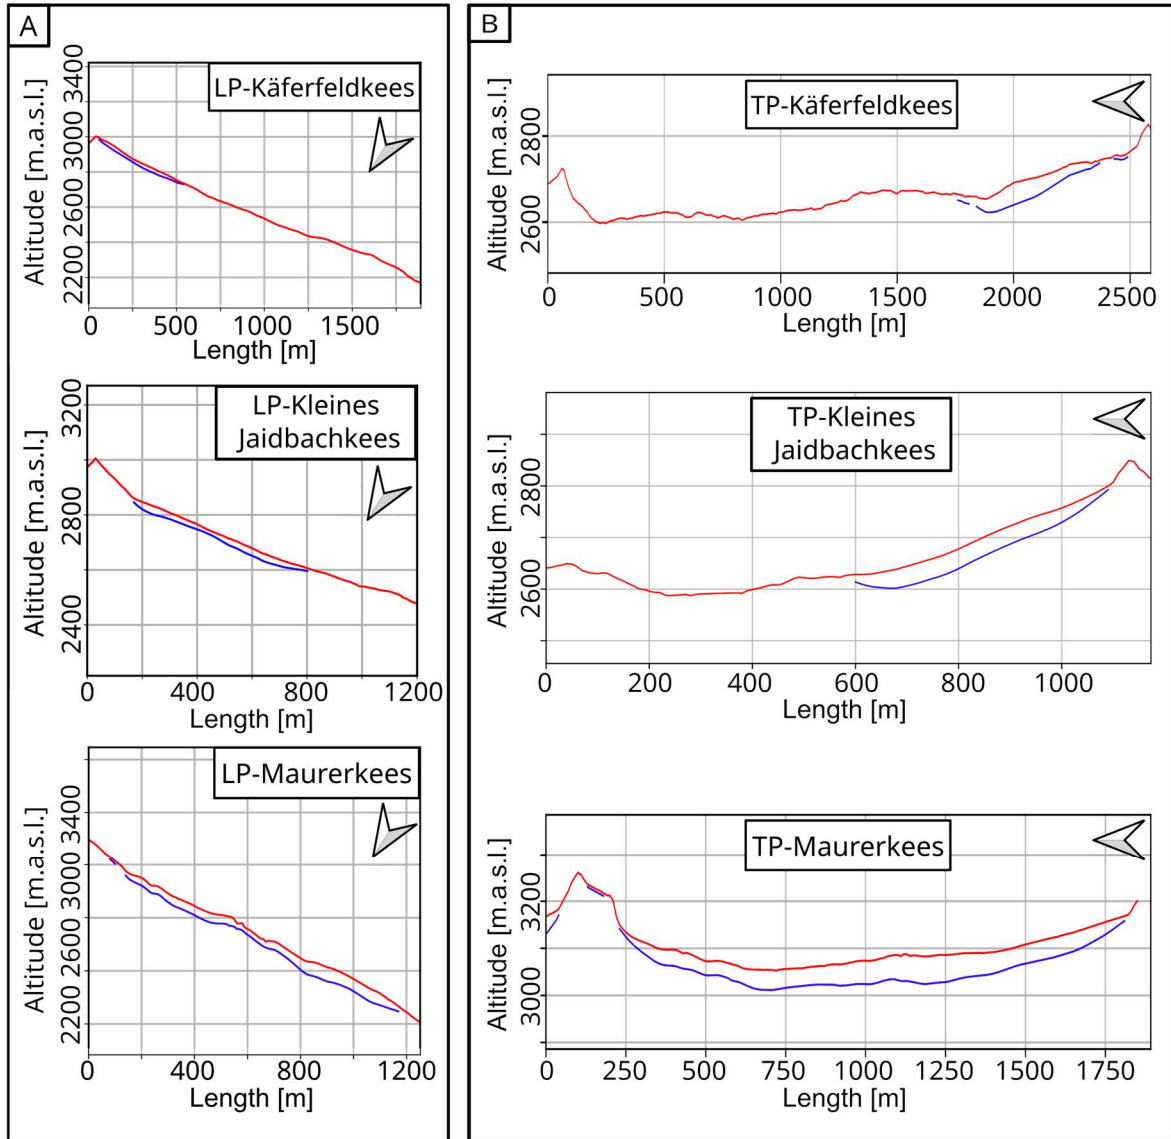 A
LP-Käferfeldkees
Altitude [m.a.s.l.]
3400
3000
2600
2200
0 500 1000 1500
Length [m]
LP-Kleines
Jaidbachkees
Altitude [m.a.s.l.]
3200
2800
2400
0 400 800 1200
Length [m]
LP-Maurerkees
Altitude [m.a.s.l.]
3400
3000
2600
2200
0 400 800 1200
Length [m]
B
TP-Käferfeldkees
Altitude [m.a.s.l.]
2800
2600
0 500 1000 1500 2000 2500
Length [m]
TP-Kleines
Jaidbachkees
Altitude [m.a.s.l.]
2800
2600
0 200 400 600 800 1000
Length [m]
TP-Maurerkees
Altitude [m.a.s.l.]
3200
3000
0 250 500 750 1000 1250 1500 1750
Length [m]